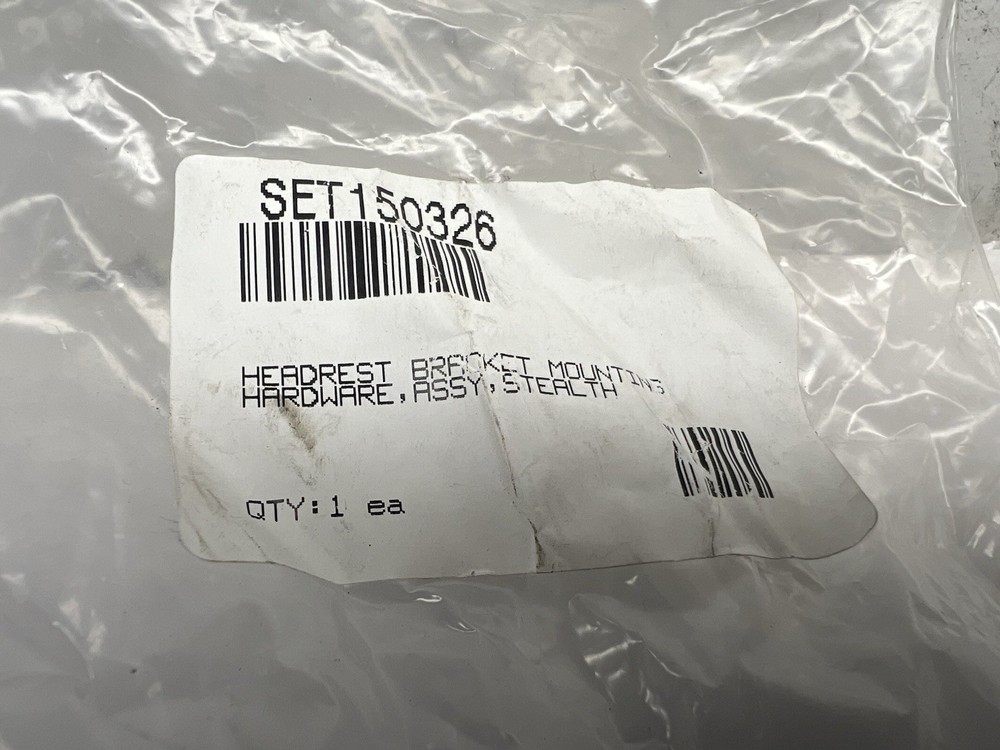 SET150326
HEADREST BRACKET MOUNTING
HARDWARE,ASSY,STEALTH
QTY:1 ea